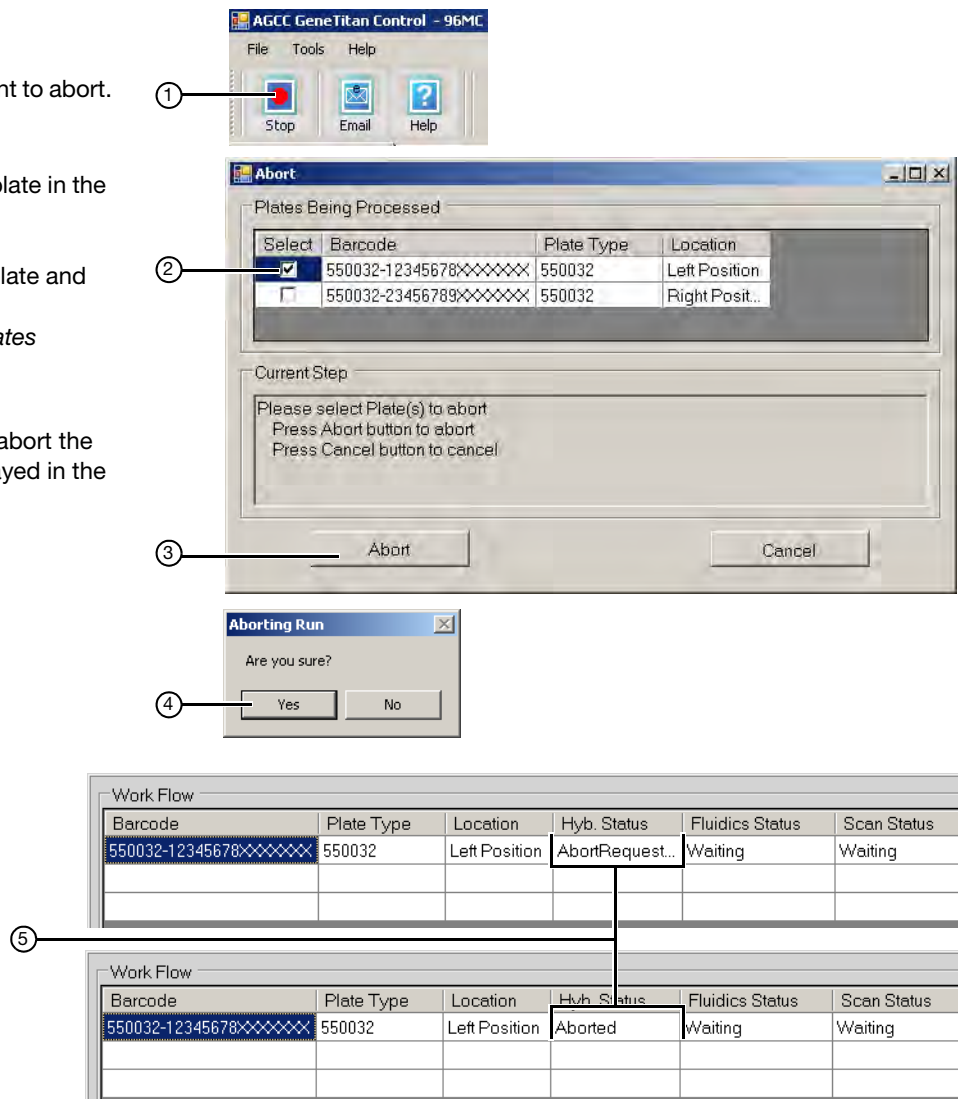 AGCC GeneTitan Control - 96MC
File Tools Help
nt to abort.
1
Stop Email Help
Abort
late in the
Plates Being Processed
Select Barcode Plate Type Location
late and
2
550032-12345678XXXXXXX 550032 Left Position
550032-23456789XXXXXXX 550032 Right Posit...
ates
Current Step
Please select Plate(s) to abort
Press Abort button to abort
Press Cancel button to cancel
abort the
ayed in the
3
Abort Cancel
Aborting Run
Are you sure?
4
Yes No
Work Flow
Barcode Plate Type Location Hyb. Status Fluidics Status Scan Status
550032-12345678XXXXXXX 550032 Left Position AbortRequest... Waiting Waiting
5
Work Flow
Barcode Plate Type Location Hyb. Status Fluidics Status Scan Status
550032-12345678XXXXXXX 550032 Left Position Aborted Waiting Waiting